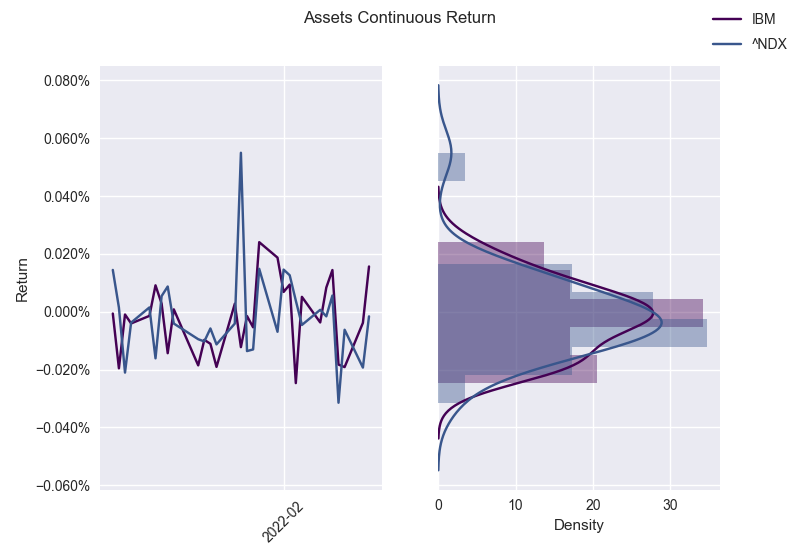 Assets Continuous Return
IBM
^NDX
Return
0.080%
0.060%
0.040%
0.020%
0.000%
−0.020%
−0.040%
−0.060%
2022-02
0 10 20 30
Density